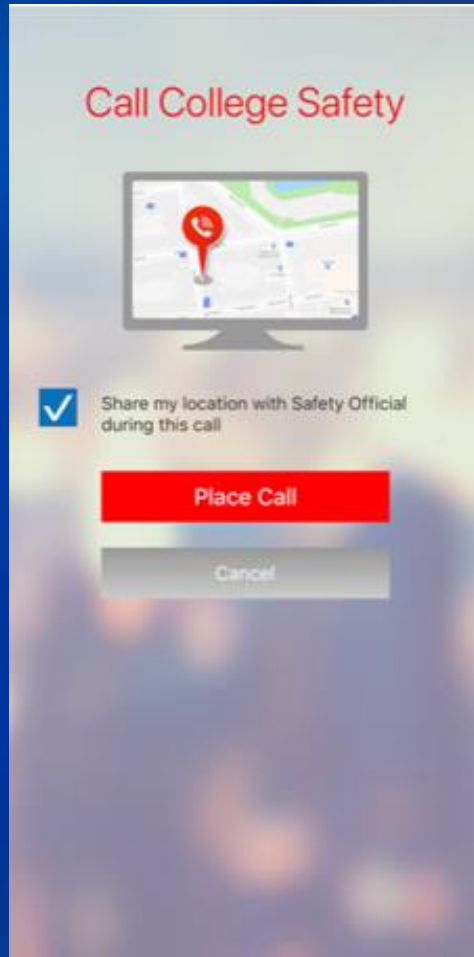 Call College Safety
Share my location with Safety Official
during this call
Place Call
Cancel